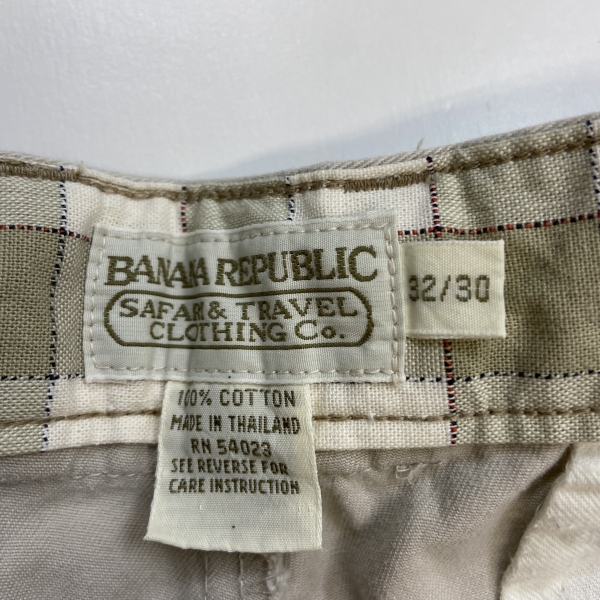 BANANA REPUBLIC
SAFARI & TRAVEL
CLOTHING Co.
32/30
100% COTTON
MADE IN THAILAND
RN 54023
SEE REVERSE FOR
CARE INSTRUCTION